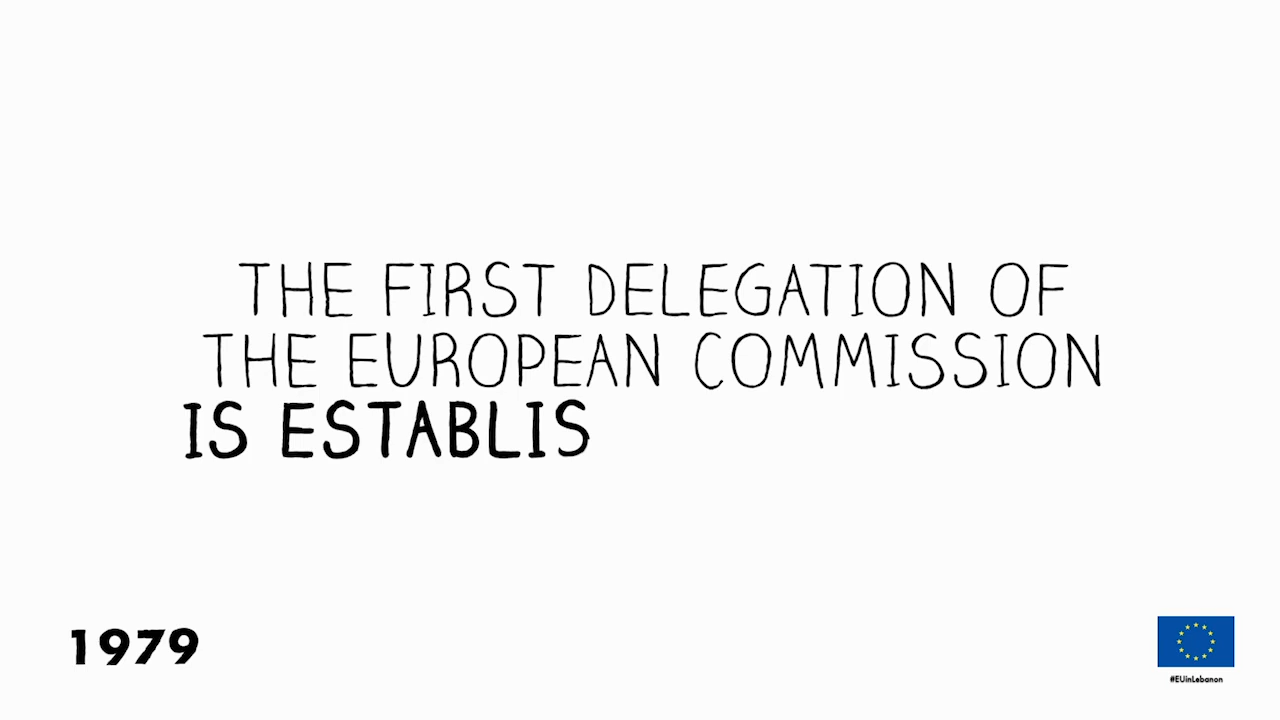 THE FIRST DELEGATION OF
THE EUROPEAN COMMISSION
IS ESTABLIS
1979
#EUinLebanon